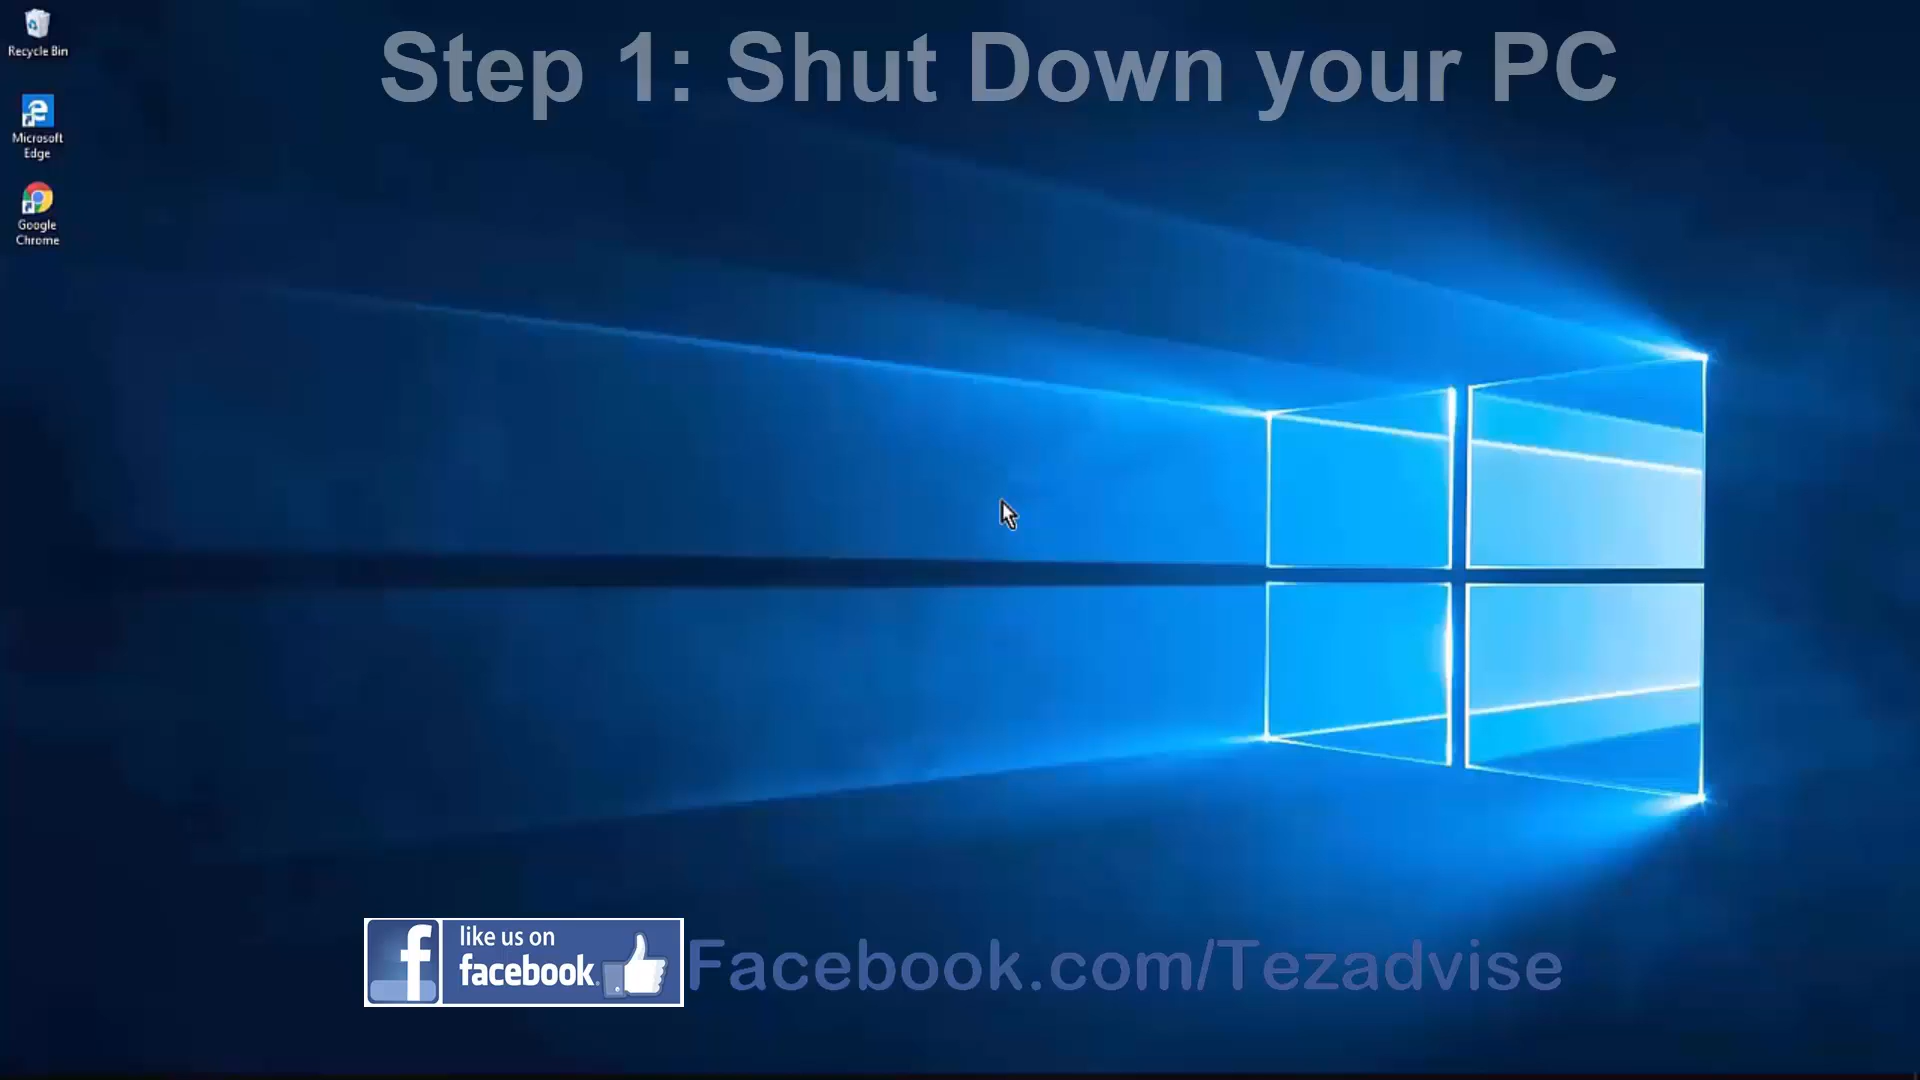 Step 1: Shut Down your PC
Recycle Bin
Microsoft
Edge
Google
Chrome
like us on
facebook.
Facebook.com/Tezadvise